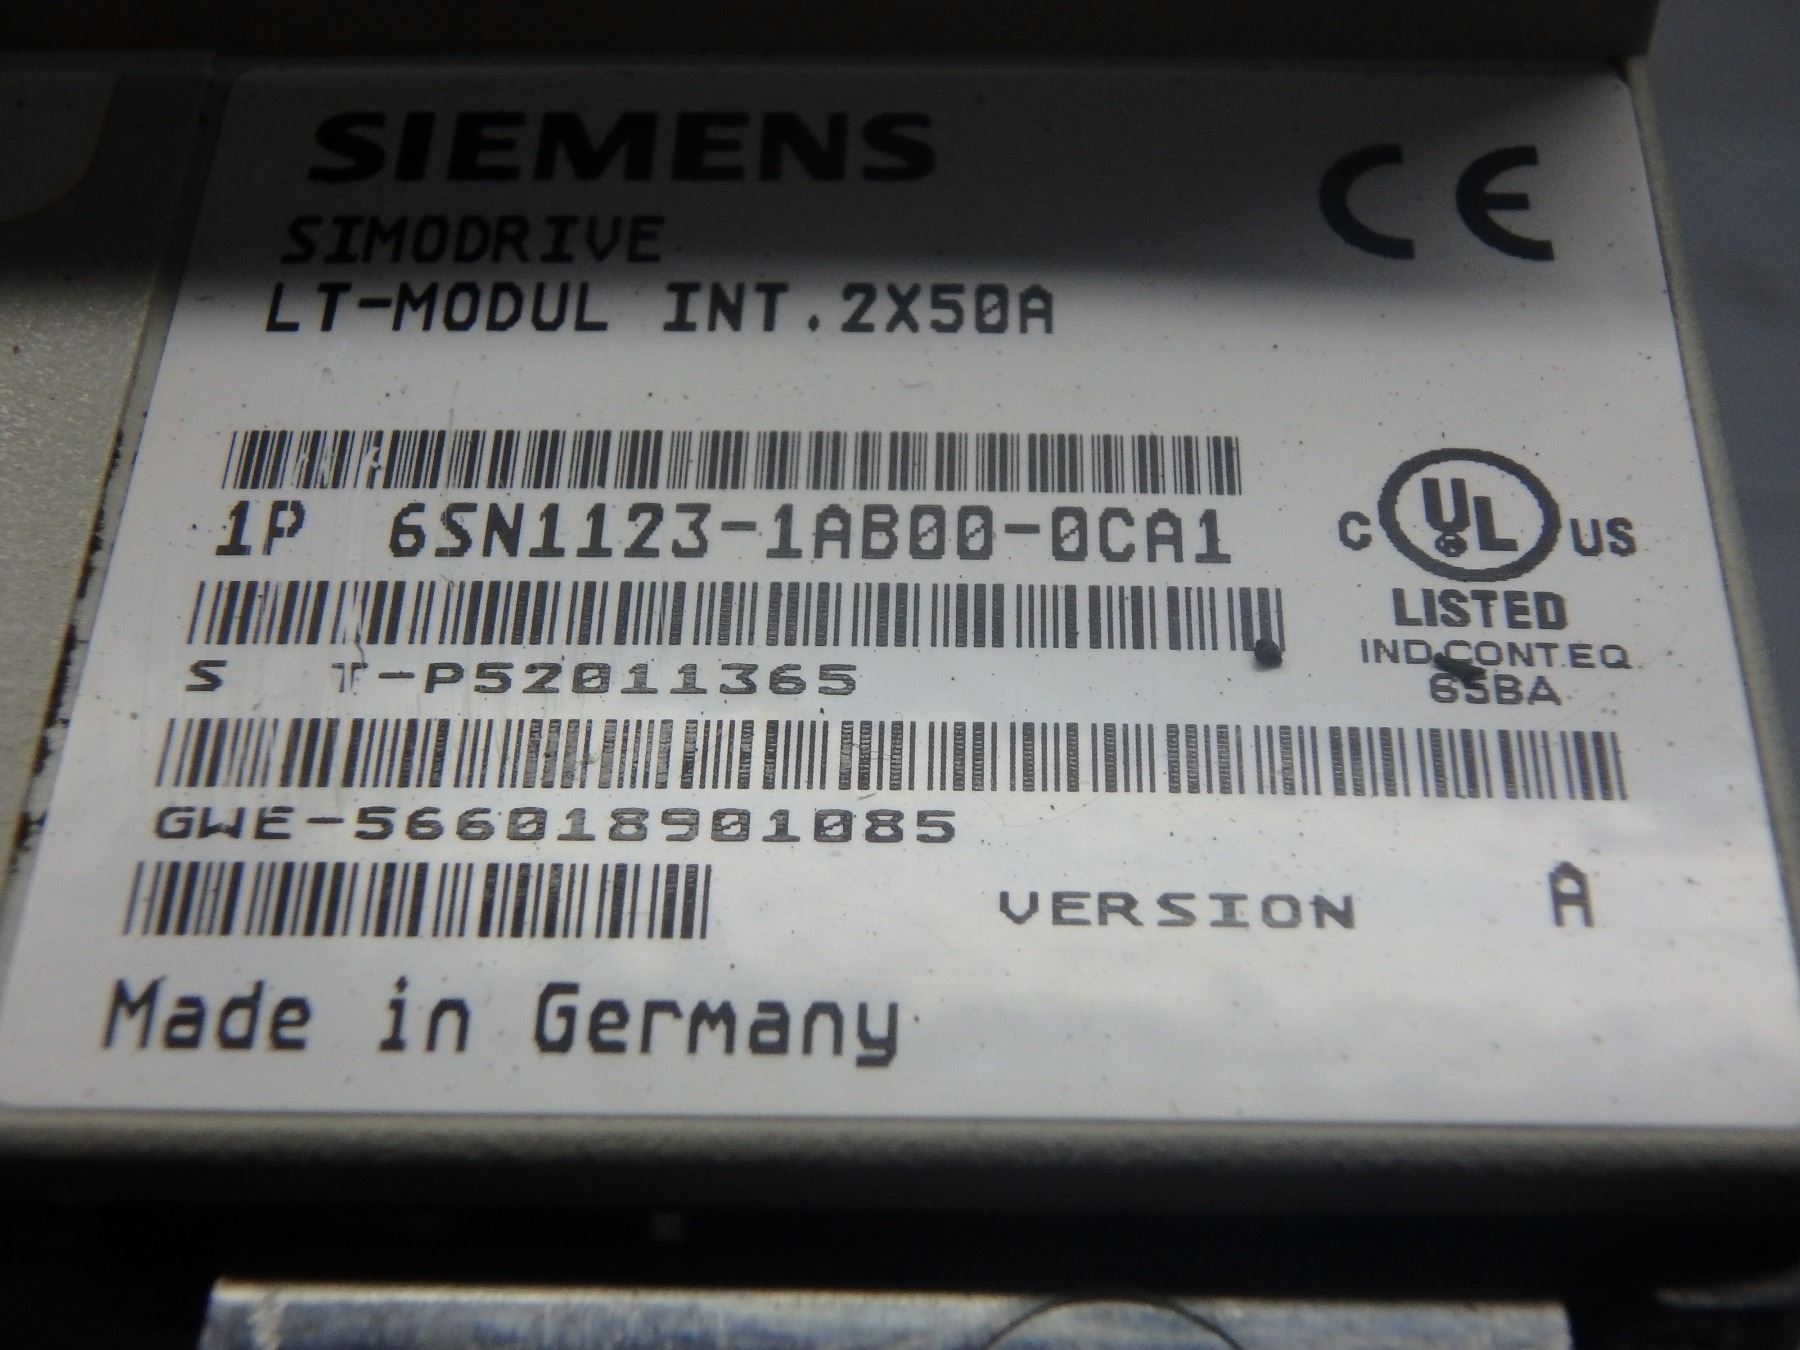 SIEMENS
CE
SIMODRIVE
LT-MODUL INT.2X50A
1P 6SN1123-1AB00-0CA1
C UL US
LISTED
IND.CONT.EQ.
65BA
S T-P52011365
GWE-566018901085
VERSION A
Made in Germany